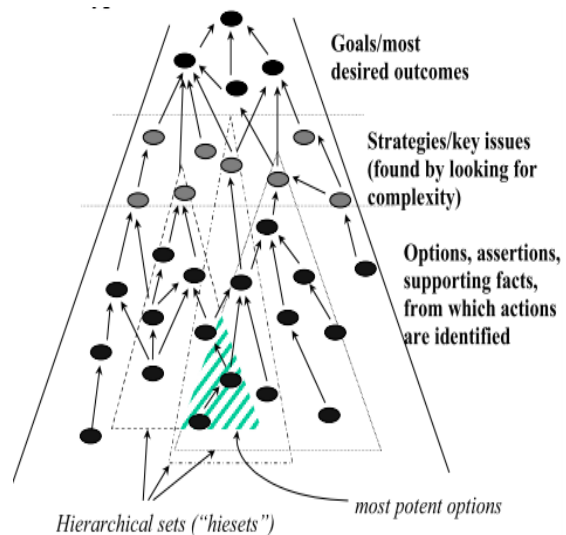 Goals/most
desired outcomes
Strategies/key issues
(found by looking for
complexity)
Options, assertions,
supporting facts,
from which actions
are identified
most potent options
Hierarchical sets ("hiesets")